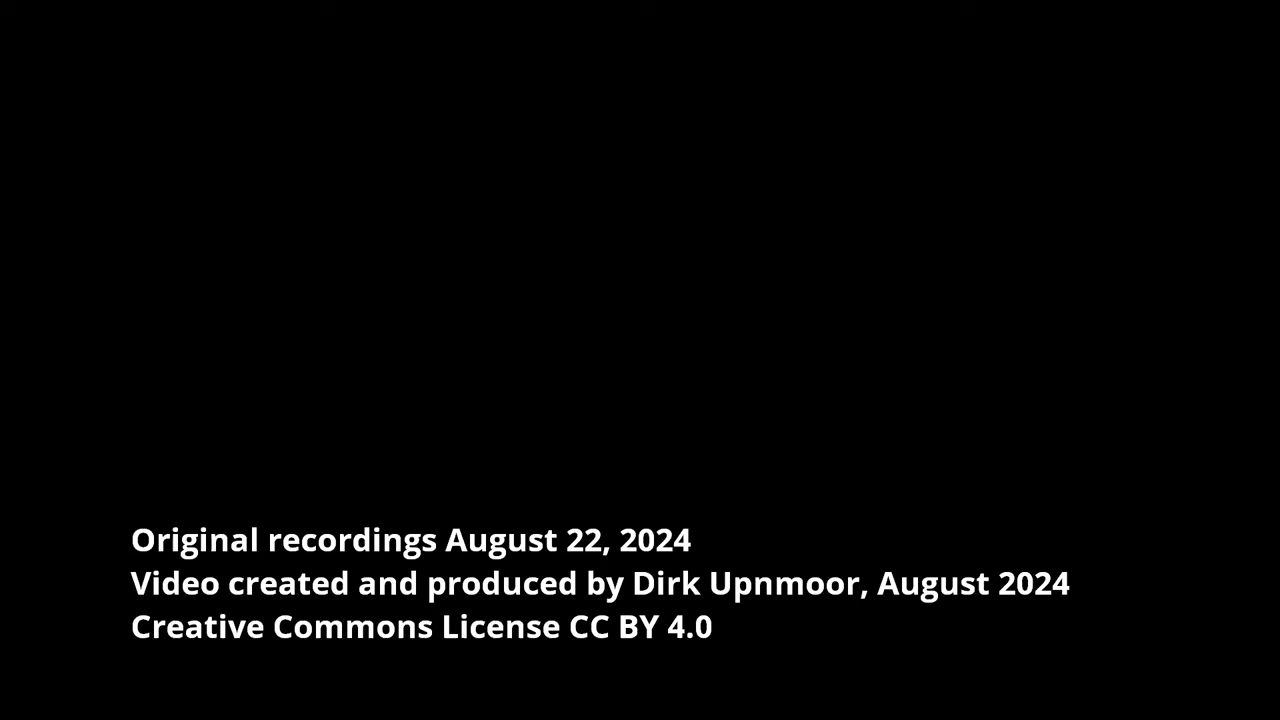 Original recordings August 22, 2024
Video created and produced by Dirk Upnmoor, August 2024
Creative Commons License CC BY 4.0